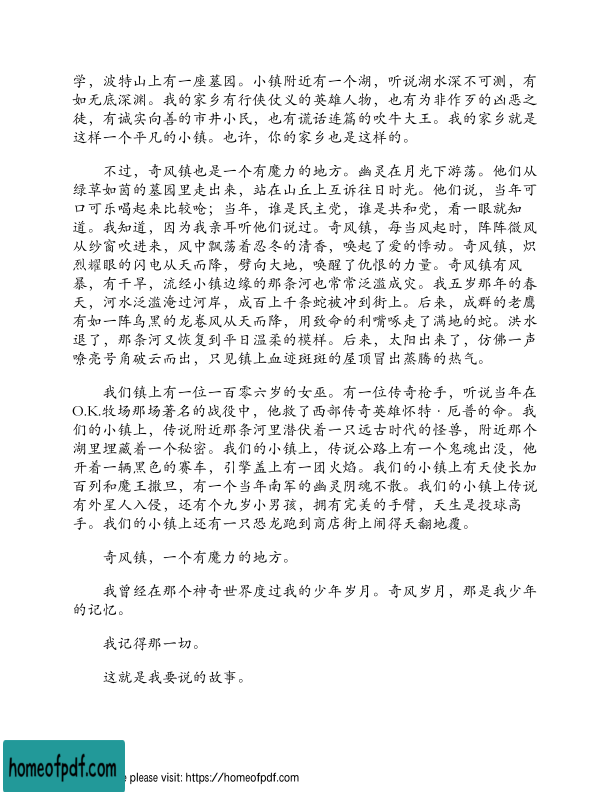 学，波特山上有一座墓园。小镇附近有一个湖，听说湖水深不可测，有
如无底深渊。我的家乡有行侠仗义的英雄人物，也有为非作歹的凶恶之
徒，有诚实向善的市井小民，也有谎话连篇的吹牛大王。我的家乡就是
这样一个平凡的小镇。也许，你的家乡也是这样的。
不过，奇风镇也是一个有魔力的地方。幽灵在月光下游荡。他们从
绿草如茵的墓园里走出来，站在山丘上互诉往日时光。他们说，当年可
口可乐喝起来比较呛；当年，谁是民主党，谁是共和党，看一眼就知
道。我知道，因为我亲耳听他们说过。奇风镇，每当风起时，阵阵微风
从纱窗吹进来，风中飘荡着忍冬的清香，唤起了爱的悸动。奇风镇，炽
烈耀眼的闪电从天而降，劈向大地，唤醒了仇恨的力量。奇风镇有风
暴，有干旱，流经小镇边缘的那条河也常常泛滥成灾。我五岁那年的春
天，河水泛滥淹过河岸，成百上千条蛇被冲到街上。后来，成群的老鹰
有如一阵乌黑的龙卷风从天而降，用致命的利嘴啄走了满地的蛇。洪水
退了，那条河又恢复到平日温柔的模样。后来，太阳出来了，仿佛一声
嘹亮号角破云而出，只见镇上血迹斑斑的屋顶冒出蒸腾的热气。
我们镇上有一位一百零六岁的女巫。有一位传奇枪手，听说当年在
O.K.牧场那场著名的战役中，他救了西部传奇英雄怀特·厄普的命。我
们的小镇上，传说附近那条河里潜伏着一只远古时代的怪兽，附近那个
湖里埋藏着一个秘密。我们的小镇上，传说公路上有一个鬼魂出没，他
开着一辆黑色的赛车，引擎盖上有一团火焰。我们的小镇上有天使长加
百列和魔王撒旦，有一个当年南军的幽灵阴魂不散。我们的小镇上传说
有外星人入侵，还有个九岁小男孩，拥有完美的手臂，天生是投球高
手。我们的小镇上还有一只恐龙跑到商店街上闹得天翻地覆。
奇风镇，一个有魔力的地方。
我曾经在那个神奇世界度过我的少年岁月。奇风岁月，那是我少年
的记忆。
我记得那一切。
这就是我要说的故事。
homeofpdf.com
e please visit: https://homeofpdf.com